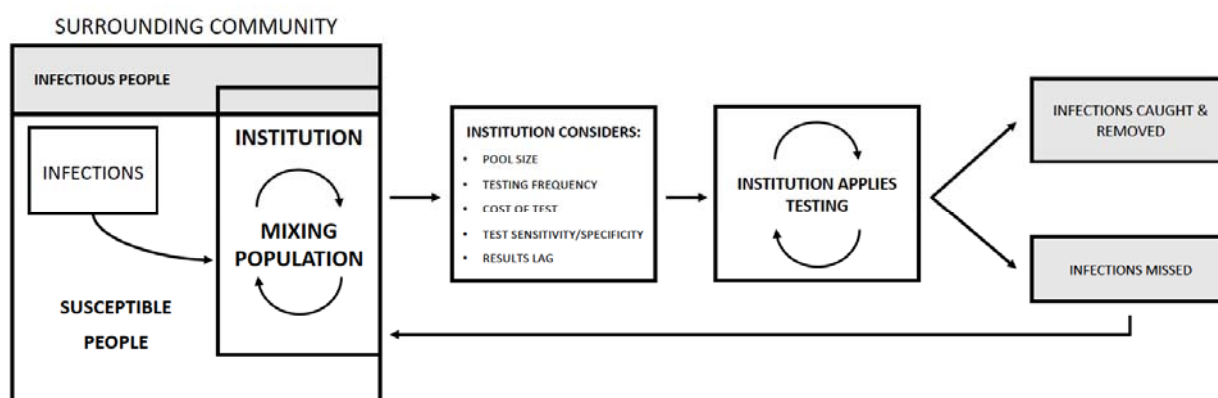 SURROUNDING COMMUNITY
INFECTIOUS PEOPLE
INFECTIONS
SUSCEPTIBLE
PEOPLE
INSTITUTION
MIXING
POPULATION
INSTITUTION CONSIDERS:
• POOL SIZE
• TESTING FREQUENCY
• COST OF TEST
• TEST SENSITIVITY/SPECIFICITY
• RESULTS LAG
INSTITUTION APPLIES
TESTING
INFECTIONS CAUGHT &
REMOVED
INFECTIONS MISSED